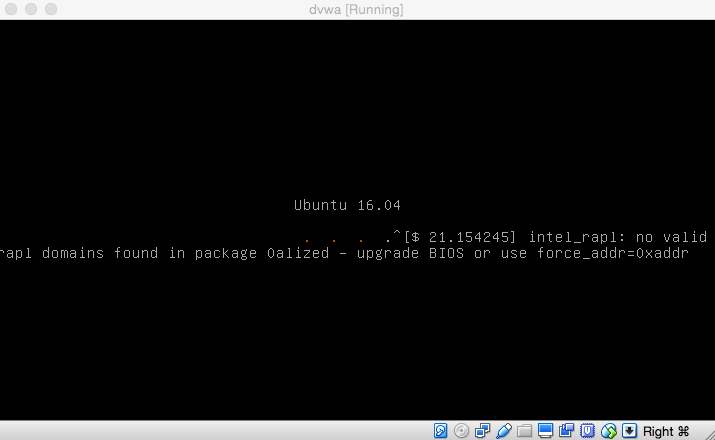 dvwa [Running]
Ubuntu 16.04
. . . .^[$ 21.154245] intel_rapl: no valid
rapl domains found in package 0alized - upgrade BIOS or use force_addr=0xaddr
Right ⌘